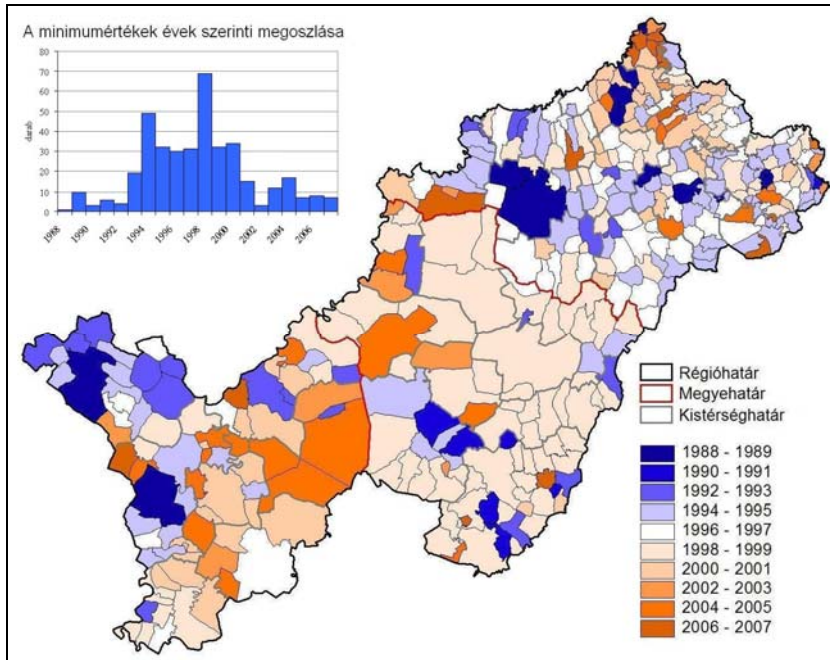 A minimumértékek évek szerinti megoszlása
80
70
60
50
40
30
20
10
0
darab
1988
1990
1992
1994
1996
1998
2000
2002
2004
2006
Régióhatár
Megyehatár
Kistérséghatár
1988 - 1989
1990 - 1991
1992 - 1993
1994 - 1995
1996 - 1997
1998 - 1999
2000 - 2001
2002 - 2003
2004 - 2005
2006 - 2007